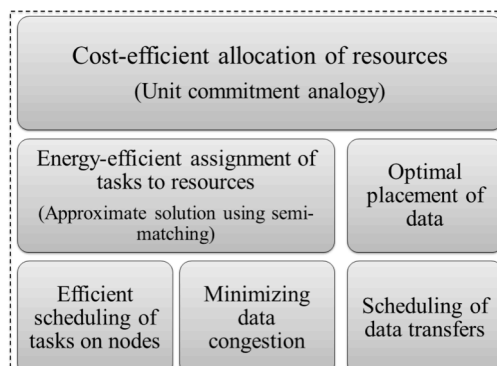 Cost-efficient allocation of resources
(Unit commitment analogy)
Energy-efficient assignment of
tasks to resources
(Approximate solution using semi-
matching)
Optimal
placement of
data
Efficient
scheduling of
tasks on nodes
Minimizing
data
congestion
Scheduling of
data transfers